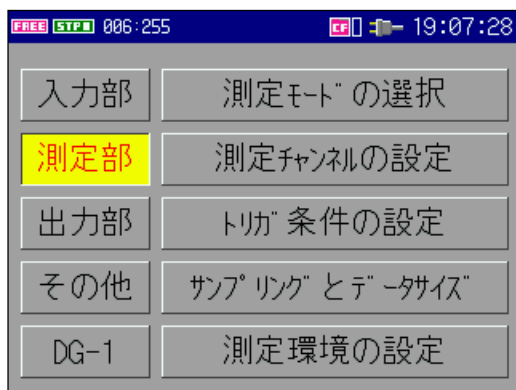 FREE STP■ 006:255 CF 19:07:28
入力部 測定ﾓｰﾄﾞの選択
測定部 測定ﾁｬﾝﾈﾙの設定
出力部 ﾄﾘｶﾞ条件の設定
その他 ｻﾝﾌﾟﾘﾝｸﾞとﾃﾞｰﾀｻｲｽﾞ
DG-1 測定環境の設定